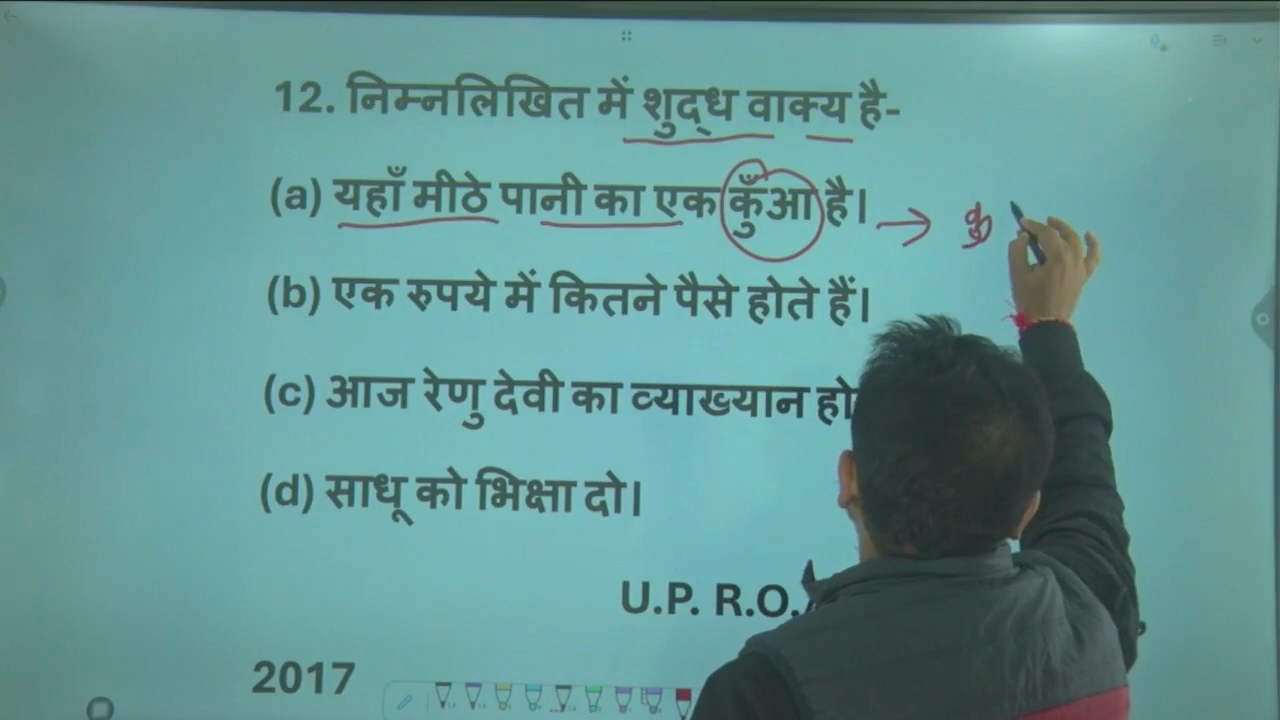 12. निम्नलिखित में शुद्ध वाक्य है-
(a) यहाँ मीठे पानी का एक कुँआ है।
(b) एक रुपये में कितने पैसे होते हैं।
(c) आज रेणु देवी का व्याख्यान हो
(d) साधू को भिक्षा दो।
U.P. R.O.
2017